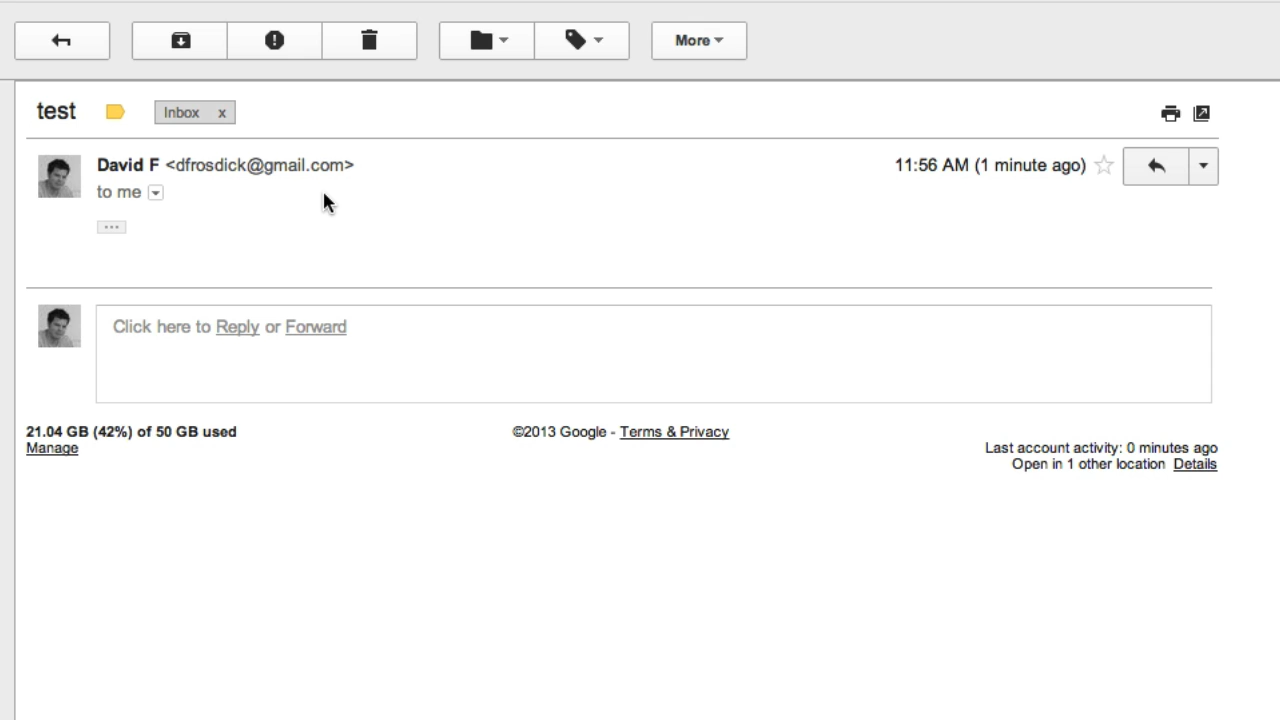 More
test
Inbox x
David F <dfrosdick@gmail.com>
11:56 AM (1 minute ago)
to me
Click here to Reply or Forward
21.04 GB (42%) of 50 GB used
Manage
©2013 Google - Terms & Privacy
Last account activity: 0 minutes ago
Open in 1 other location Details